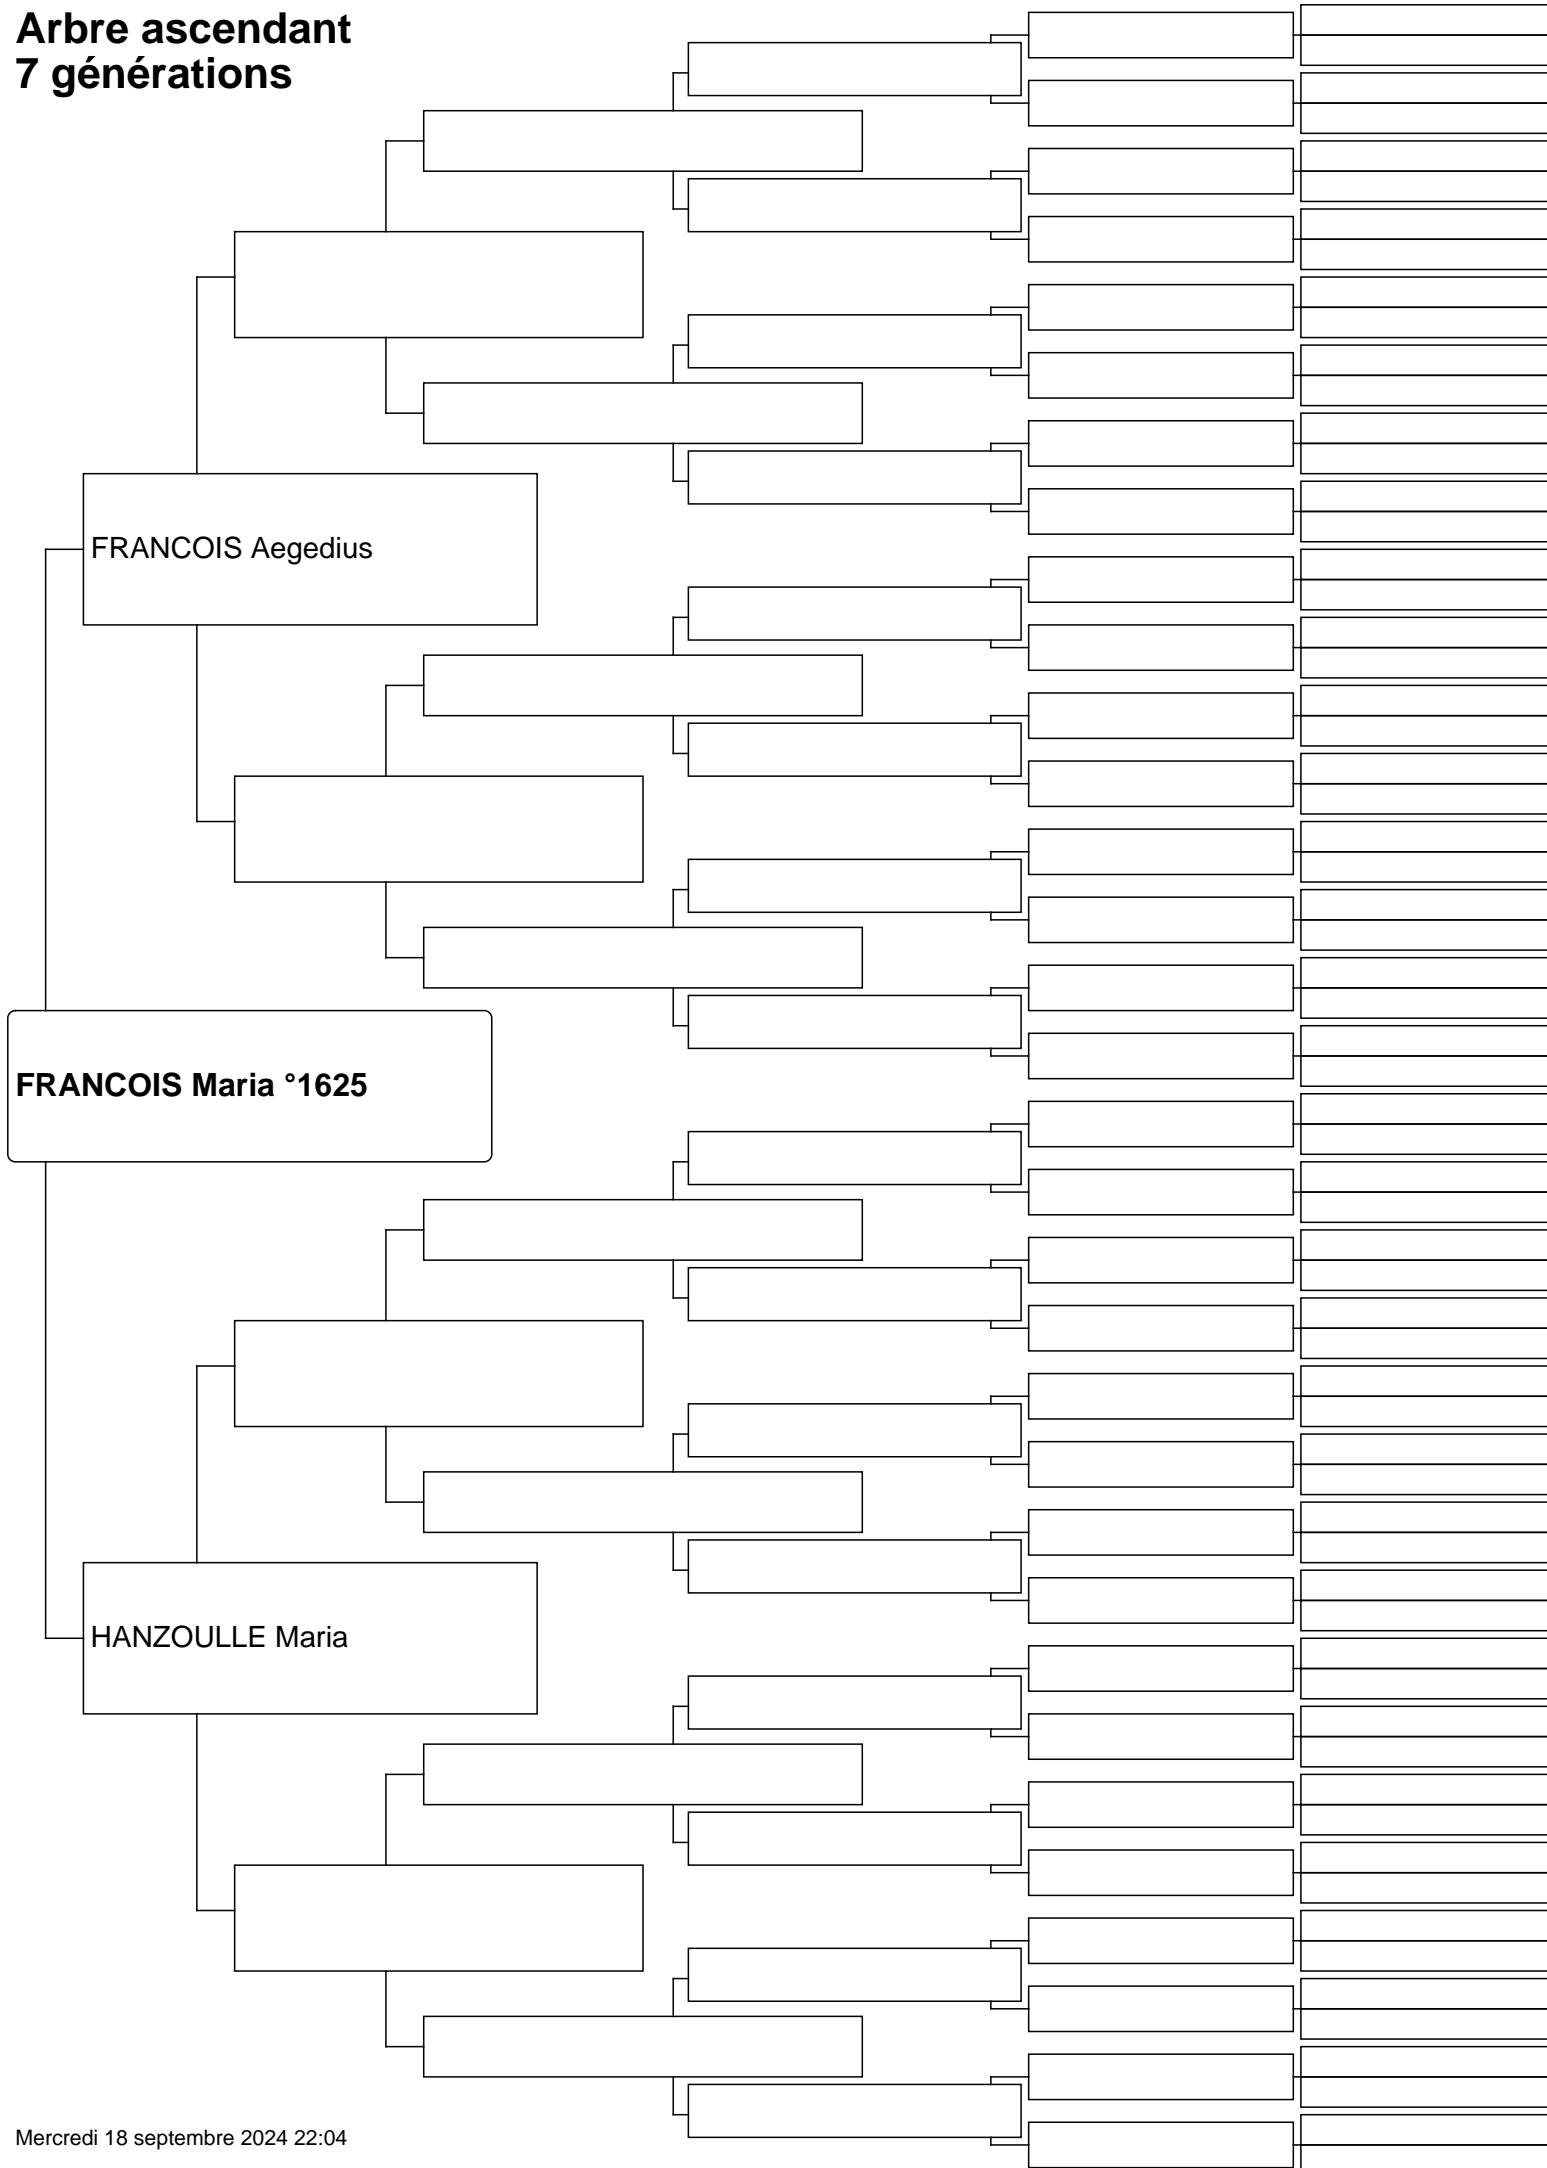 Arbre ascendant
7 générations
FRANCOIS Aegedius
FRANCOIS Maria °1625
HANZOULLE Maria
Mercredi 18 septembre 2024 22:04